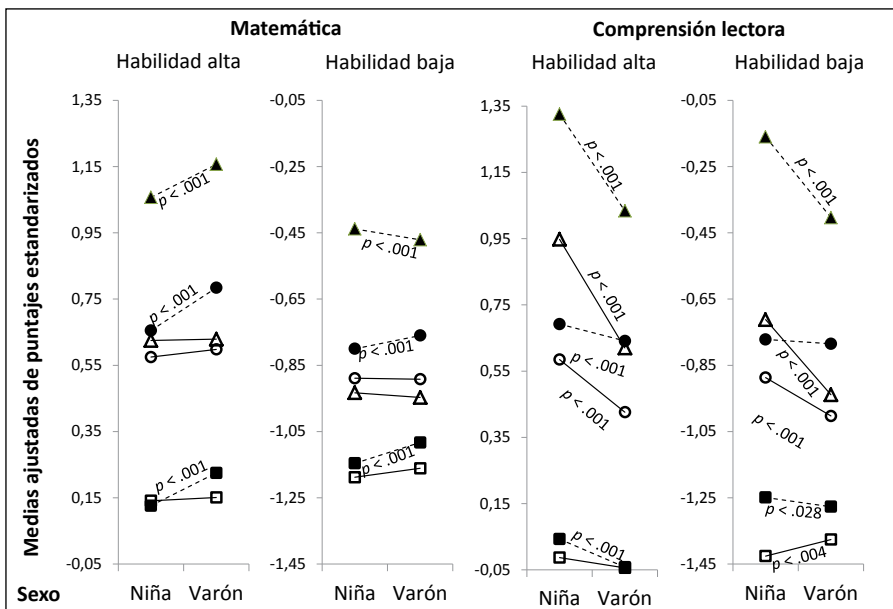 Matemática
Comprensión lectora
Habilidad alta
Habilidad baja
Habilidad alta
Habilidad baja
Medias ajustadas de puntajes estandarizados
1,35
1,15
0,95
0,75
0,55
0,35
0,15
-0,05
p < .001
p < .001
p < .001
-0,05
-0,25
-0,45
-0,65
-0,85
-1,05
-1,25
-1,45
p < .001
p < .001
p < .001
1,35
1,15
0,95
0,75
0,55
0,35
0,15
-0,05
p < .001
p < .001
p < .001
p < .001
p < .001
-0,05
-0,25
-0,45
-0,65
-0,85
-1,05
-1,25
-1,45
p < .001
p < .001
p < .001
p < .028
p < .004
Sexo
Niña Varón
Niña Varón
Niña Varón
Niña Varón